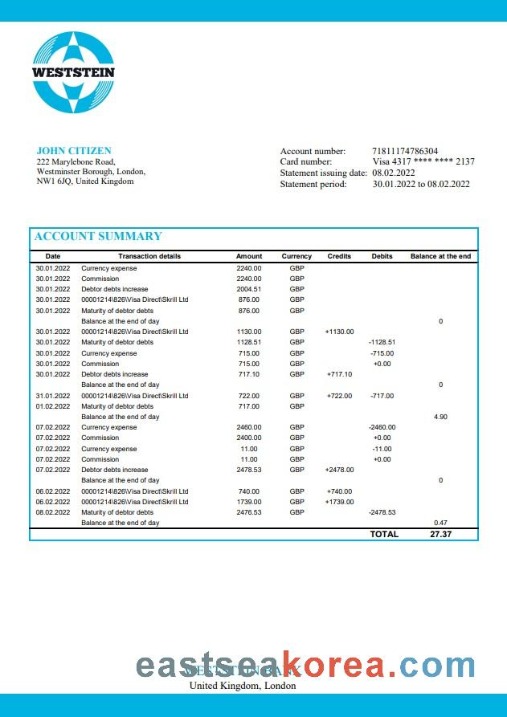 WESTSTEIN
JOHN CITIZEN
222 Marylebone Road,
Westminster Borough, London,
NW1 6JQ, United Kingdom
Account number: 71811174786304
Card number: Visa 4317 **** **** 2137
Statement issuing date: 08.02.2022
Statement period: 30.01.2022 to 08.02.2022
ACCOUNT SUMMARY
Date Transaction details Amount Currency Credits Debits Balance at the end
30.01.2022 Currency expense 2240.00 GBP
30.01.2022 Commission 2240.00 GBP
30.01.2022 Debtor debts increase 2004.51 GBP
30.01.2022 00001214\826\Visa Direct\Skrill Ltd 876.00 GBP
30.01.2022 Maturity of debtor debts 876.00 GBP
Balance at the end of day 0
30.01.2022 00001214\826\Visa Direct\Skrill Ltd 1130.00 GBP +1130.00
30.01.2022 Maturity of debtor debts 1128.51 GBP -1128.51
30.01.2022 Currency expense 715.00 GBP -715.00
30.01.2022 Commission 715.00 GBP +0.00
30.01.2022 Debtor debts increase 717.10 GBP +717.10
Balance at the end of day 0
31.01.2022 00001214\826\Visa Direct\Skrill Ltd 722.00 GBP +722.00 -717.00
01.02.2022 Maturity of debtor debts 717.00 GBP
Balance at the end of day 4.90
07.02.2022 Currency expense 2460.00 GBP -2460.00
07.02.2022 Commission 2400.00 GBP +0.00
07.02.2022 Currency expense 11.00 GBP -11.00
07.02.2022 Commission 11.00 GBP +0.00
07.02.2022 Debtor debts increase 2478.53 GBP +2478.00
Balance at the end of day 0
06.02.2022 00001214\826\Visa Direct\Skrill Ltd 740.00 GBP +740.00
06.02.2022 00001214\826\Visa Direct\Skrill Ltd 1739.00 GBP +1739.00
08.02.2022 Maturity of debtor debts 2476.53 GBP -2478.53
Balance at the end of day 0.47
TOTAL 27.37
WESTSTEIN BANK
eastseakorea.com
United Kingdom, London